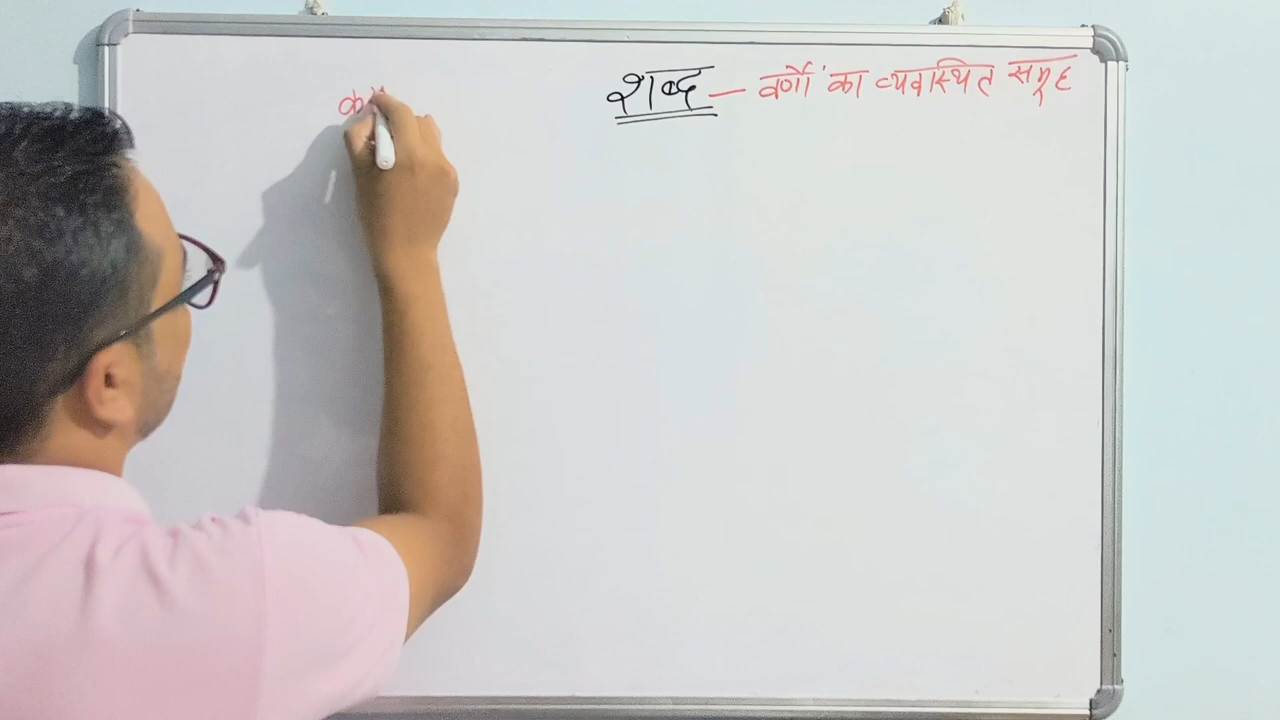 शब्द — वर्णों का व्यवस्थित समूह